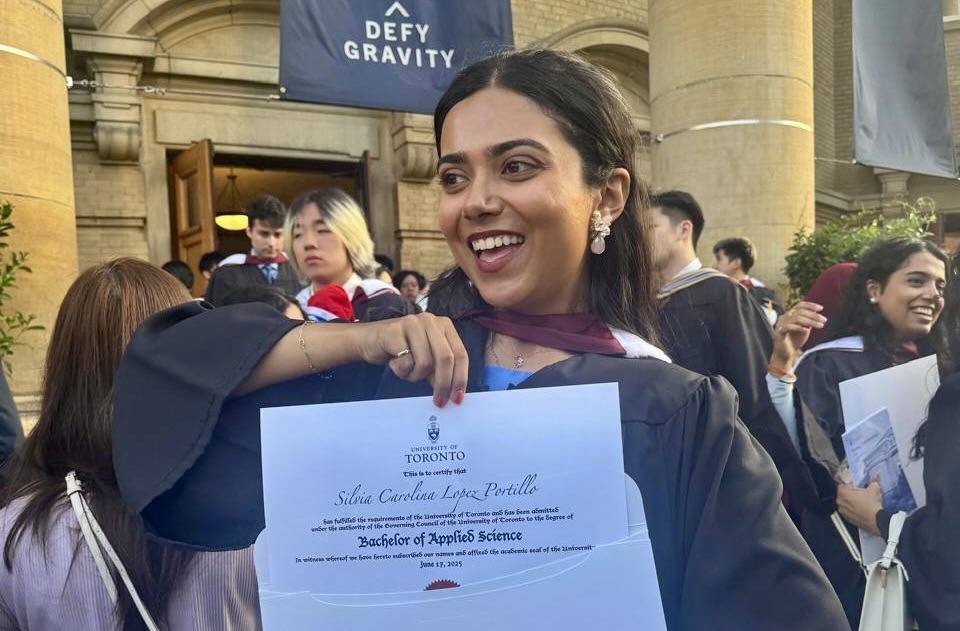 DEFY
GRAVITY
UNIVERSITY OF
TORONTO
This is to certify that
Silvia Carolina Lopez Portillo
has fulfilled the requirements of the University of Toronto and has been admitted
under the authority of the Governing Council of the University of Toronto to the degree of
Bachelor of Applied Science
In witness whereof we have hereto subscribed our names and affixed the academic seal of the
June 17, 2025